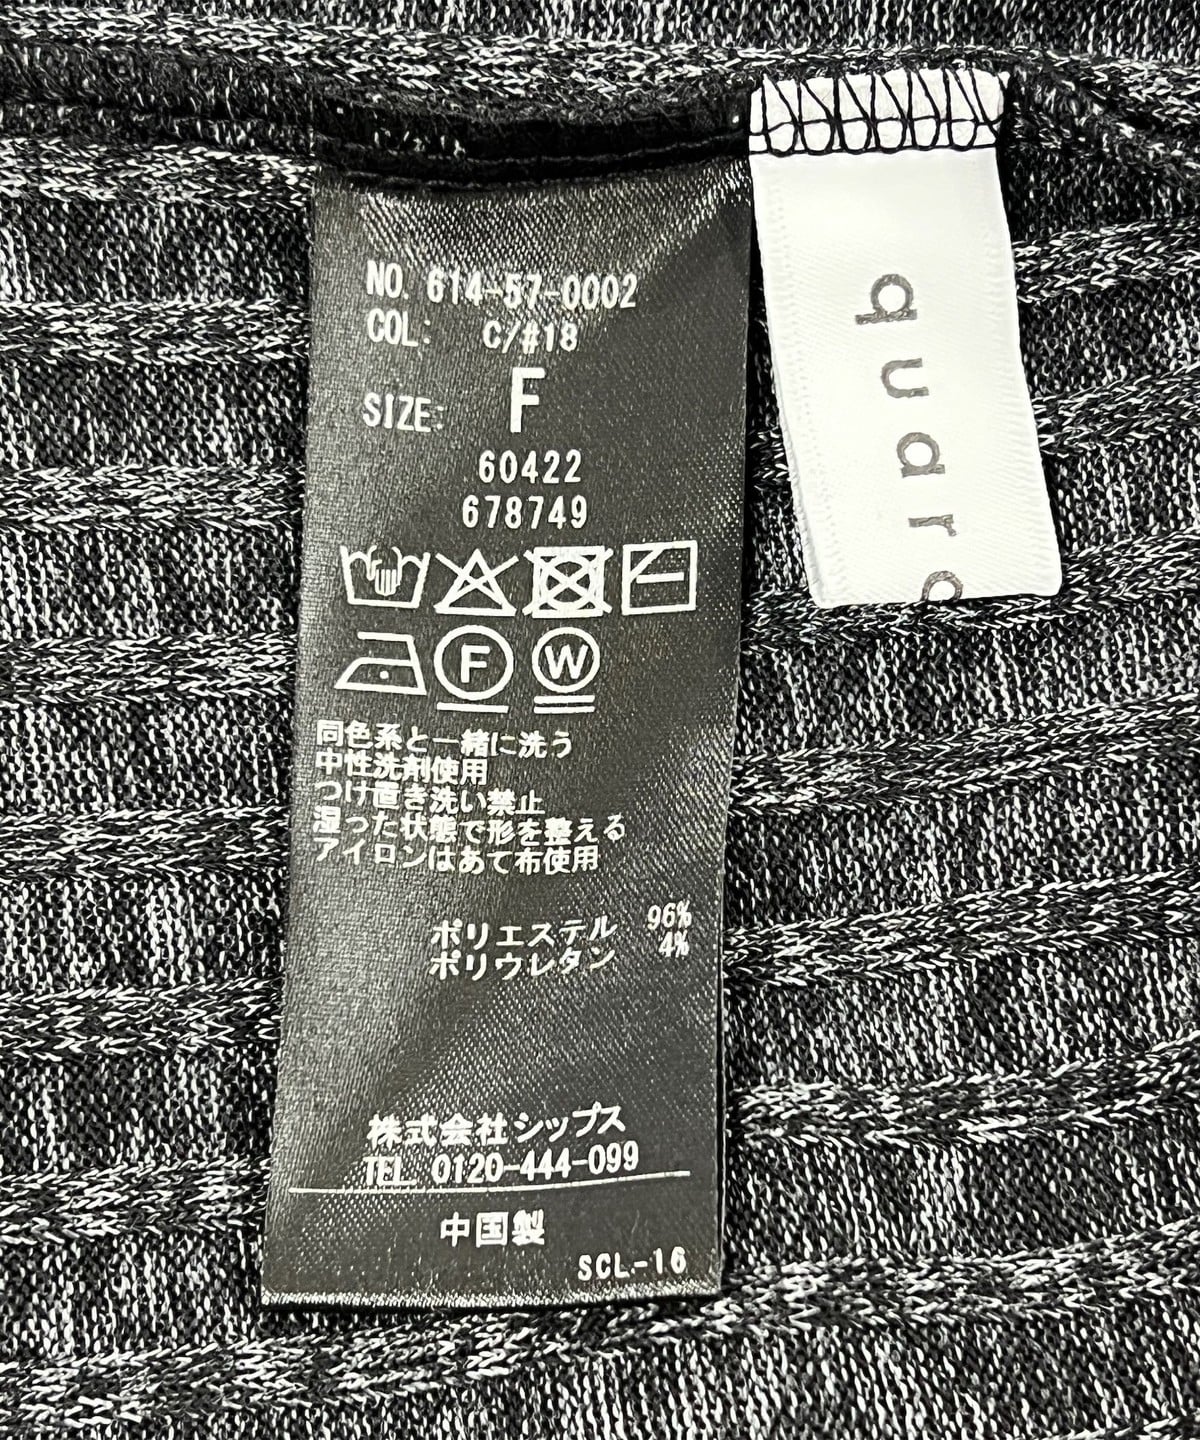 NO. 614-57-0002
COL: C/#18
SIZE: F
60422
678749
F W
同色系と一緒に洗う
中性洗剤使用
つけ置き洗い禁止
湿った状態で形を整える
アイロンはあて布使用
ポリエステル 96%
ポリウレタン 4%
株式会社シップス
TEL. 0120-444-099
中国製
SCL-16
quar